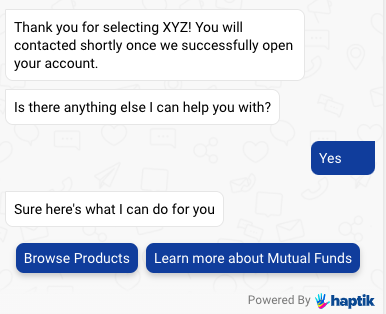 Thank you for selecting XYZ! You will
contacted shortly once we successfully open
your account.
Is there anything else I can help you with?
Yes
Sure here's what I can do for you
Browse Products
Learn more about Mutual Funds
Powered By haptik